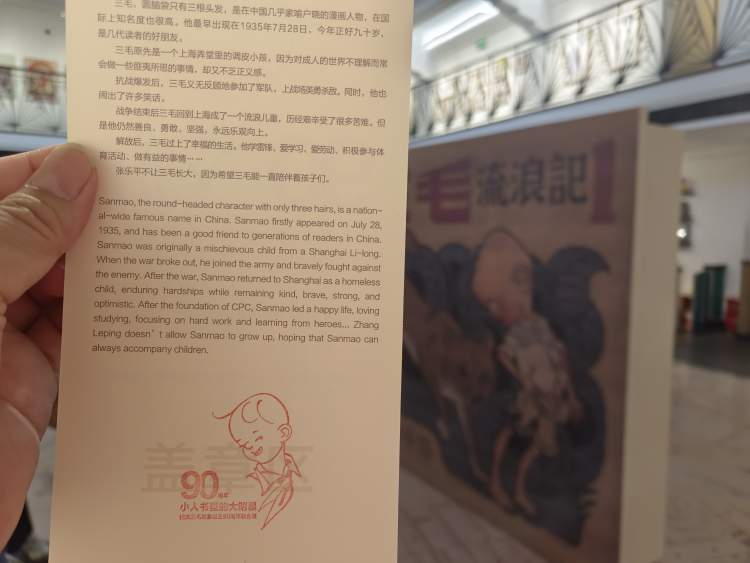 三毛，圆脑袋只有三根头发，是在中国几乎家喻户晓的漫画人物，在国
际上知名度也很高。他最早出现在1935年7月28日，今年正好九十岁，
是几代读者的好朋友。
三毛原先是一个上海弄堂里的调皮小孩，因为对成人的世界不理解而常
会做一些匪夷所思的事情，却又不乏正义感。
抗战爆发后，三毛义无反顾地参加了军队，上战场英勇杀敌。同时，他也
闹出了许多笑话。
战争结束后三毛回到上海成了一个流浪儿童，历经艰辛受了很多苦难。但
是他仍然善良、勇敢、坚强，永远乐观向上。
解放后，三毛过上了幸福的生活。他学雷锋、爱学习、爱劳动、积极参与体
育活动、做有益的事情……
张乐平不让三毛长大，因为希望三毛能一直陪伴着孩子们。
Sanmao, the round-headed character with only three hairs, is a nation-
al-wide famous name in China. Sanmao firstly appeared on July 28,
1935, and has been a good friend to generations of readers in China.
Sanmao was originally a mischievous child from a Shanghai Li-long.
When the war broke out, he joined the army and bravely fought against
the enemy. After the war, Sanmao returned to Shanghai as a homeless
child, enduring hardships while remaining kind, brave, strong, and
optimistic. After the foundation of CPC, Sanmao led a happy life, loving
studying, focusing on hard work and learning from heroes... Zhang
Leping doesn't allow Sanmao to grow up, hoping that Sanmao can
always accompany children.
盖章区
90
小人书里的大阳器
毛流浪記1